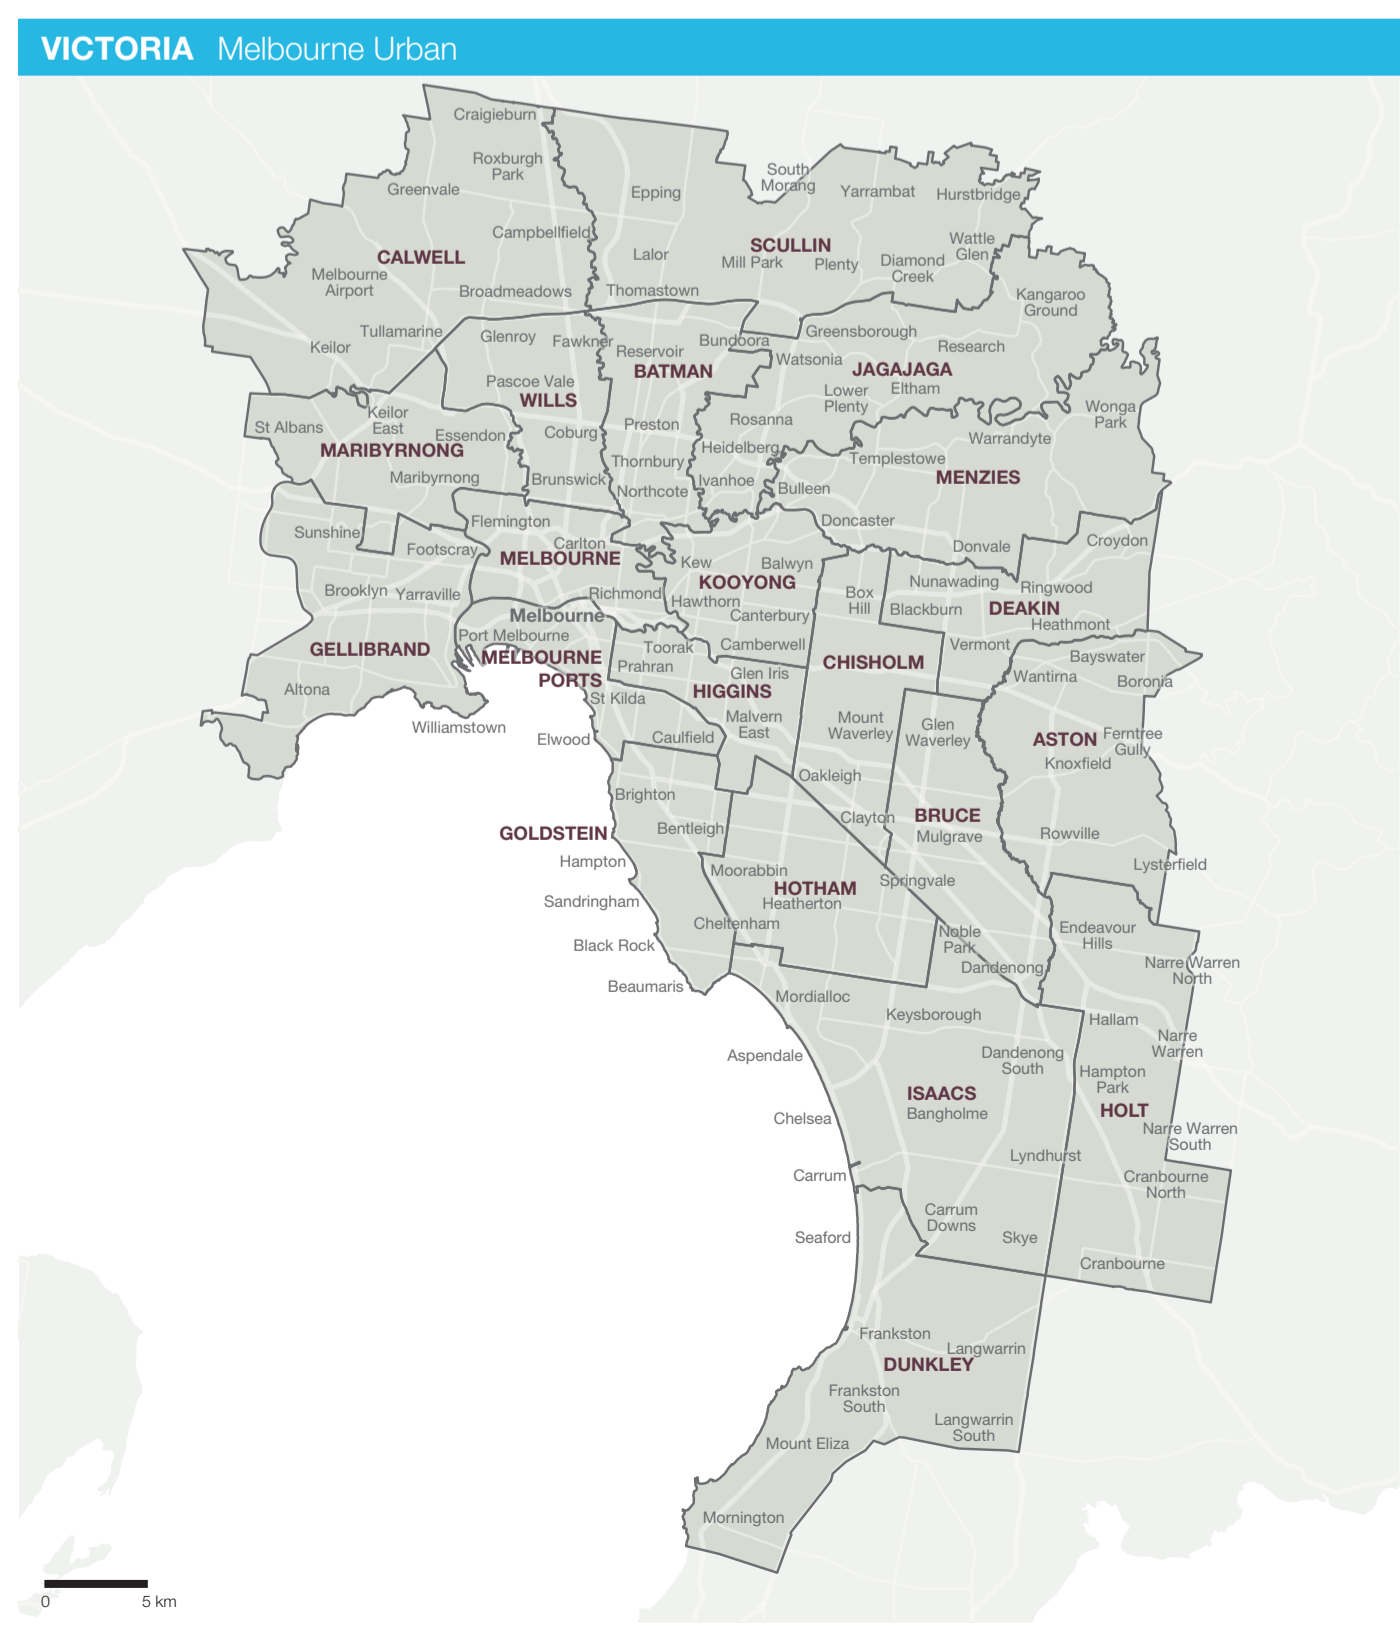 VICTORIA Melbourne Urban
Craigieburn
Roxburgh
Park
Greenvale
Campbellfield
CALWELL
Melbourne
Airport
Broadmeadows
Tullamarine
Keilor
Epping
South
Morang
Yarrambat
Hurstbridge
SCULLIN
Lalor
Mill Park
Plenty
Diamond
Creek
Wattle
Glen
Thomastown
Kangaroo
Ground
Glenroy
Fawkner
Pascoe Vale
WILLS
Coburg
Brunswick
Reservoir
Bundoora
BATMAN
Preston
Thornbury
Northcote
Greensborough
Research
Watsonia
JAGAJAGA
Lower
Plenty
Eltham
Rosanna
Heidelberg
Ivanhoe
Wonga
Park
Warrandyte
Templestowe
MENZIES
Bulleen
Doncaster
Donvale
St Albans
Keilor
East
Essendon
MARIBYRNONG
Maribyrnong
Sunshine
Footscray
Brooklyn
Yarraville
GELLIBRAND
Altona
Williamstown
Flemington
Carlton
MELBOURNE
Richmond
Melbourne
Port Melbourne
MELBOURNE
PORTS
St Kilda
Elwood
Caulfield
Kew
Balwyn
KOOYONG
Hawthorn
Canterbury
Camberwell
Toorak
Prahran
Glen Iris
HIGGINS
Malvern
East
Box
Hill
CHISHOLM
Mount
Waverley
Oakleigh
Clayton
Croydon
Nunawading
Ringwood
Blackburn
DEAKIN
Heathmont
Vermont
Bayswater
Wantirna
Boronia
ASTON
Ferntree
Gully
Knoxfield
Rowville
Lysterfield
Glen
Waverley
BRUCE
Mulgrave
Springvale
Noble
Park
Dandenong
Brighton
Bentleigh
GOLDSTEIN
Hampton
Sandringham
Black Rock
Beaumaris
Moorabbin
HOTHAM
Heatherton
Cheltenham
Mordialloc
Keysborough
Aspendale
Dandenong
South
ISAACS
Bangholme
Chelsea
Lyndhurst
Carrum
Carrum
Downs
Skye
Endeavour
Hills
Narre Warren
North
Hallam
Narre
Warren
Hampton
Park
HOLT
Narre Warren
South
Cranbourne
North
Cranbourne
Seaford
Frankston
Langwarrin
DUNKLEY
Frankston
South
Langwarrin
South
Mount Eliza
Mornington
0 5 km